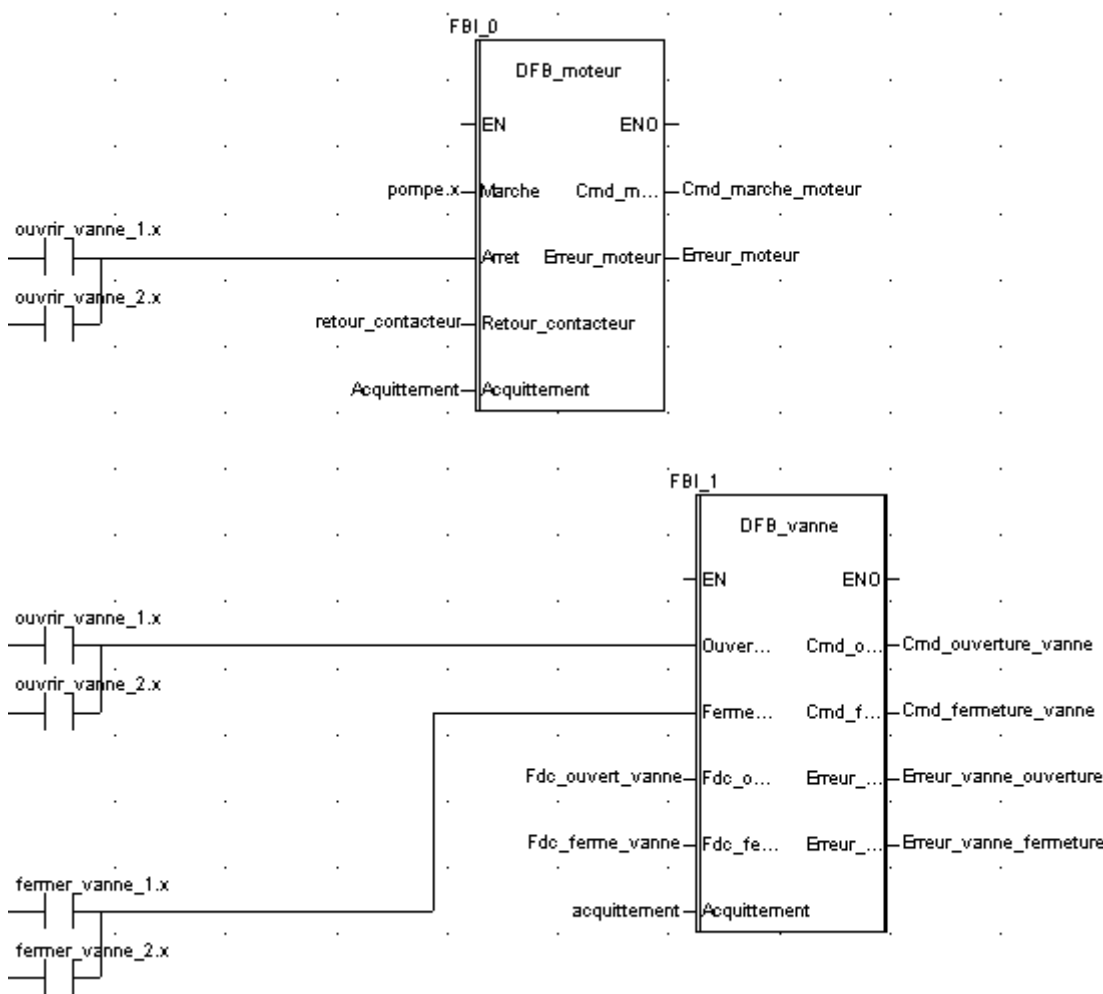 FBI_0
DFB_moteur
EN ENO
pompe.x Marche Cmd_m... Cmd_marche_moteur
ouvrir_vanne_1.x
Arret Erreur_moteur Erreur_moteur
ouvrir_vanne_2.x
retour_contacteur Retour_contacteur
Acquittement Acquittement
FBI_1
DFB_vanne
EN ENO
ouvrir_vanne_1.x
Ouver... Cmd_o... Cmd_ouverture_vanne
ouvrir_vanne_2.x
Ferme... Cmd_f... Cmd_fermeture_vanne
Fdc_ouvert_vanne Fdc_o... Erreur_... Erreur_vanne_ouverture
Fdc_ferme_vanne Fdc_fe... Erreur_... Erreur_vanne_fermeture
fermer_vanne_1.x
acquittement Acquittement
fermer_vanne_2.x